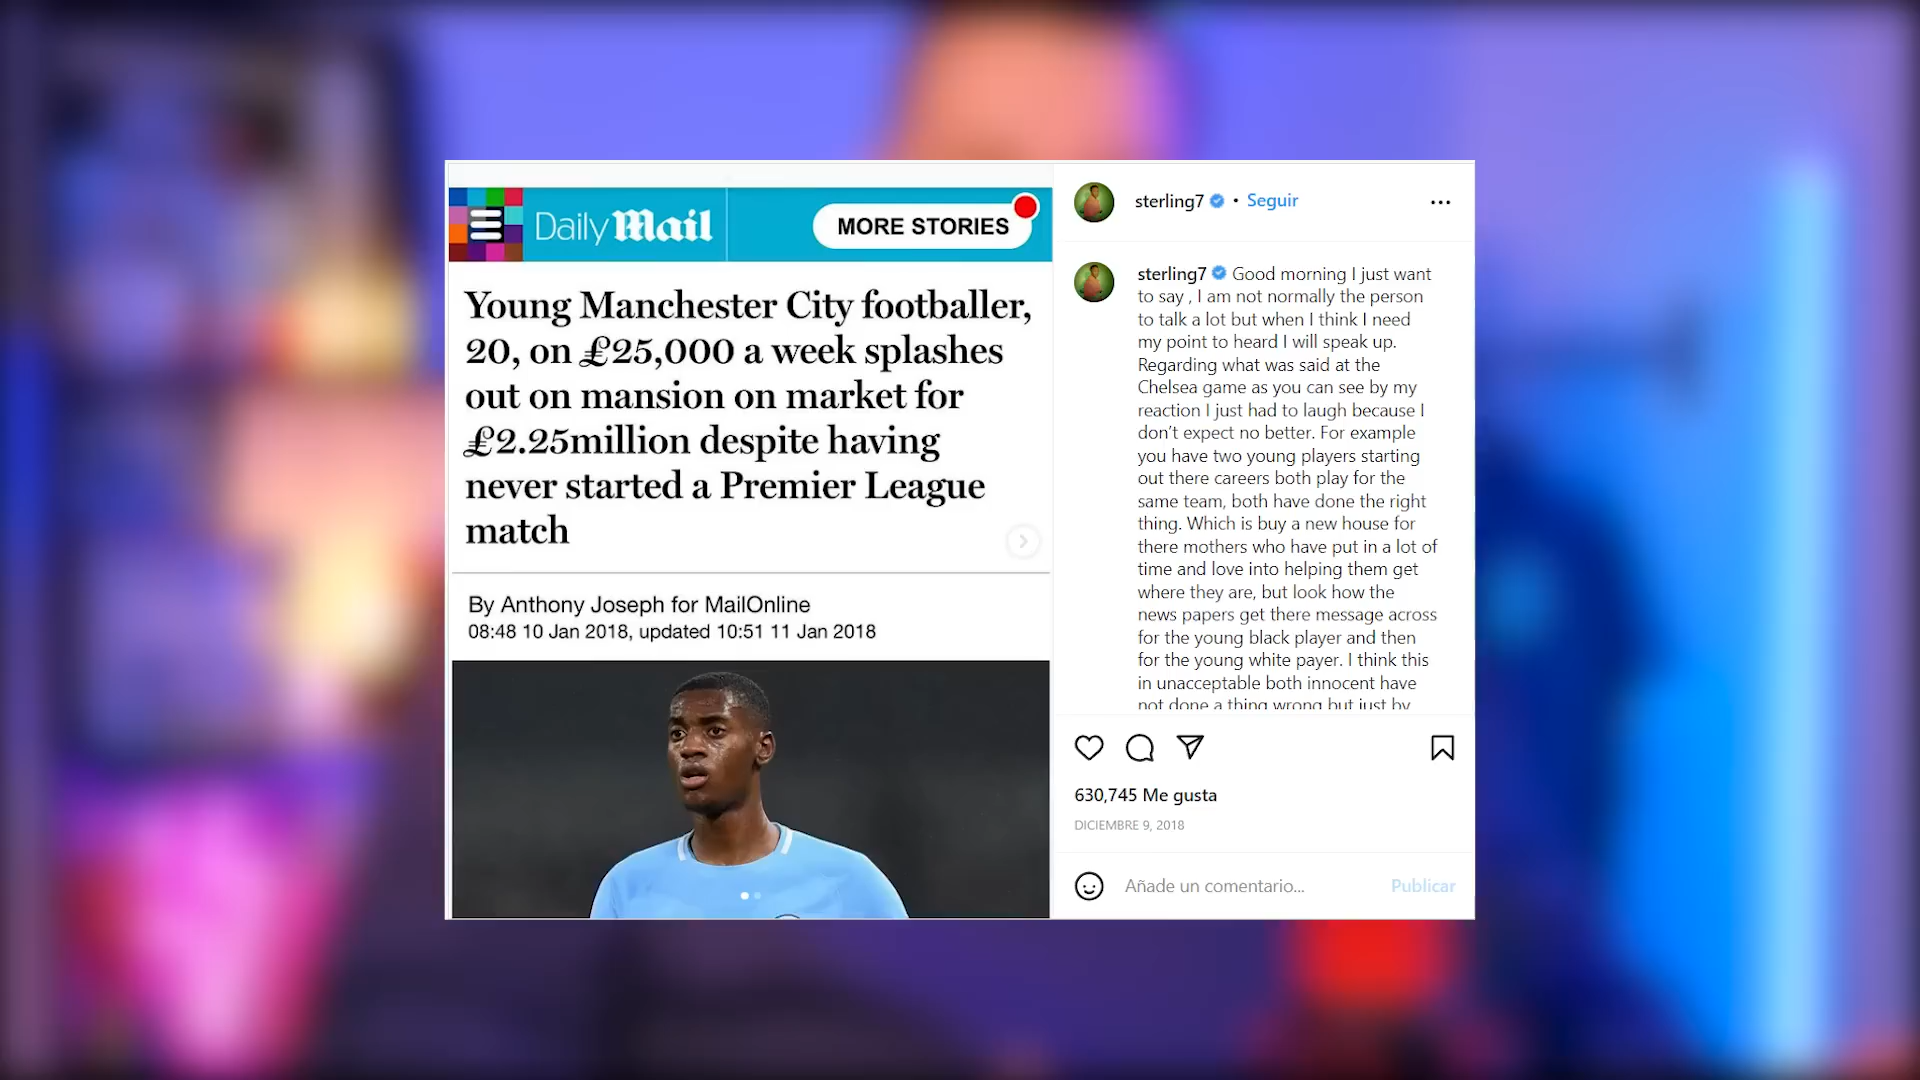 Daily Mail
MORE STORIES
Young Manchester City footballer,
20, on £25,000 a week splashes
out on mansion on market for
£2.25million despite having
never started a Premier League
match
By Anthony Joseph for MailOnline
08:48 10 Jan 2018, updated 10:51 11 Jan 2018
sterling7 • Seguir
sterling7 Good morning I just want
to say , I am not normally the person
to talk a lot but when I think I need
my point to heard I will speak up.
Regarding what was said at the
Chelsea game as you can see by my
reaction I just had to laugh because I
don't expect no better. For example
you have two young players starting
out there careers both play for the
same team, both have done the right
thing. Which is buy a new house for
there mothers who have put in a lot of
time and love into helping them get
where they are, but look how the
news papers get there message across
for the young black player and then
for the young white payer. I think this
in unacceptable both innocent have
not done a thing wrong but just by
630,745 Me gusta
DICIEMBRE 9, 2018
Añade un comentario...
Publicar